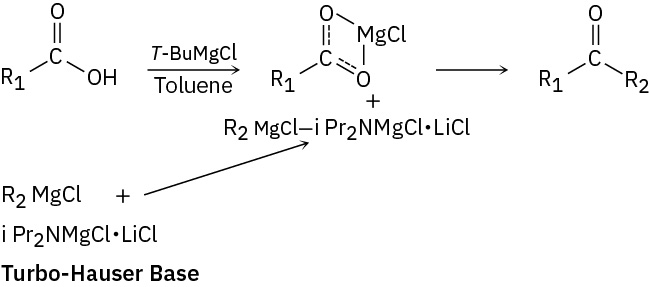 O
C
R₁
OH
T-BuMgCl
Toluene
O
MgCl
C
O
R₁
+
R₂ MgCl–i Pr₂NMgCl•LiCl
O
C
R₁
R₂
R₂ MgCl +
i Pr₂NMgCl•LiCl
Turbo-Hauser Base